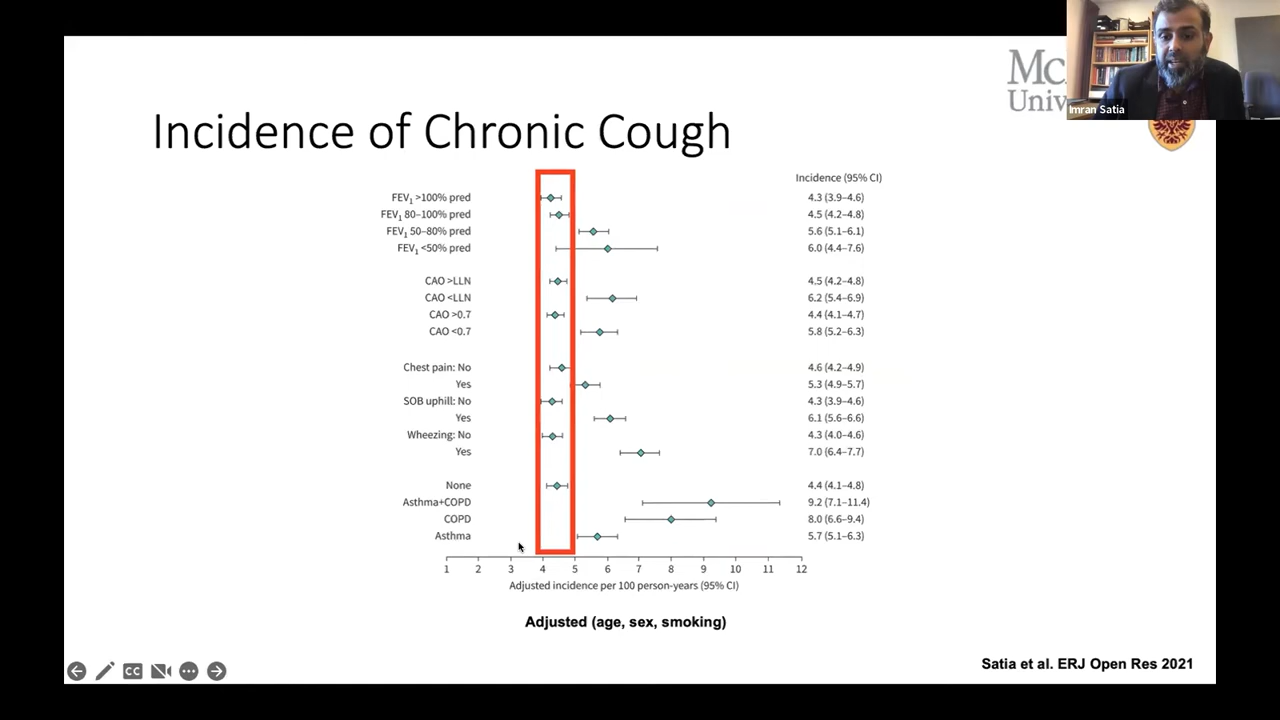 Imran Satia
Mc
Univ
Incidence of Chronic Cough
Incidence (95% CI)
FEV₁ >100% pred 4.3 (3.9–4.6)
FEV₁ 80–100% pred 4.5 (4.2–4.8)
FEV₁ 50–80% pred 5.6 (5.1–6.1)
FEV₁ <50% pred 6.0 (4.4–7.6)
CAO >LLN 4.5 (4.2–4.8)
CAO <LLN 6.2 (5.4–6.9)
CAO >0.7 4.4 (4.1–4.7)
CAO <0.7 5.8 (5.2–6.3)
Chest pain: No 4.6 (4.2–4.9)
Yes 5.3 (4.9–5.7)
SOB uphill: No 4.3 (3.9–4.6)
Yes 6.1 (5.6–6.6)
Wheezing: No 4.3 (4.0–4.6)
Yes 7.0 (6.4–7.7)
None 4.4 (4.1–4.8)
Asthma+COPD 9.2 (7.1–11.4)
COPD 8.0 (6.6–9.4)
Asthma 5.7 (5.1–6.3)
1 2 3 4 5 6 7 8 9 10 11 12
Adjusted incidence per 100 person-years (95% CI)
Adjusted (age, sex, smoking)
Satia et al. ERJ Open Res 2021
CC